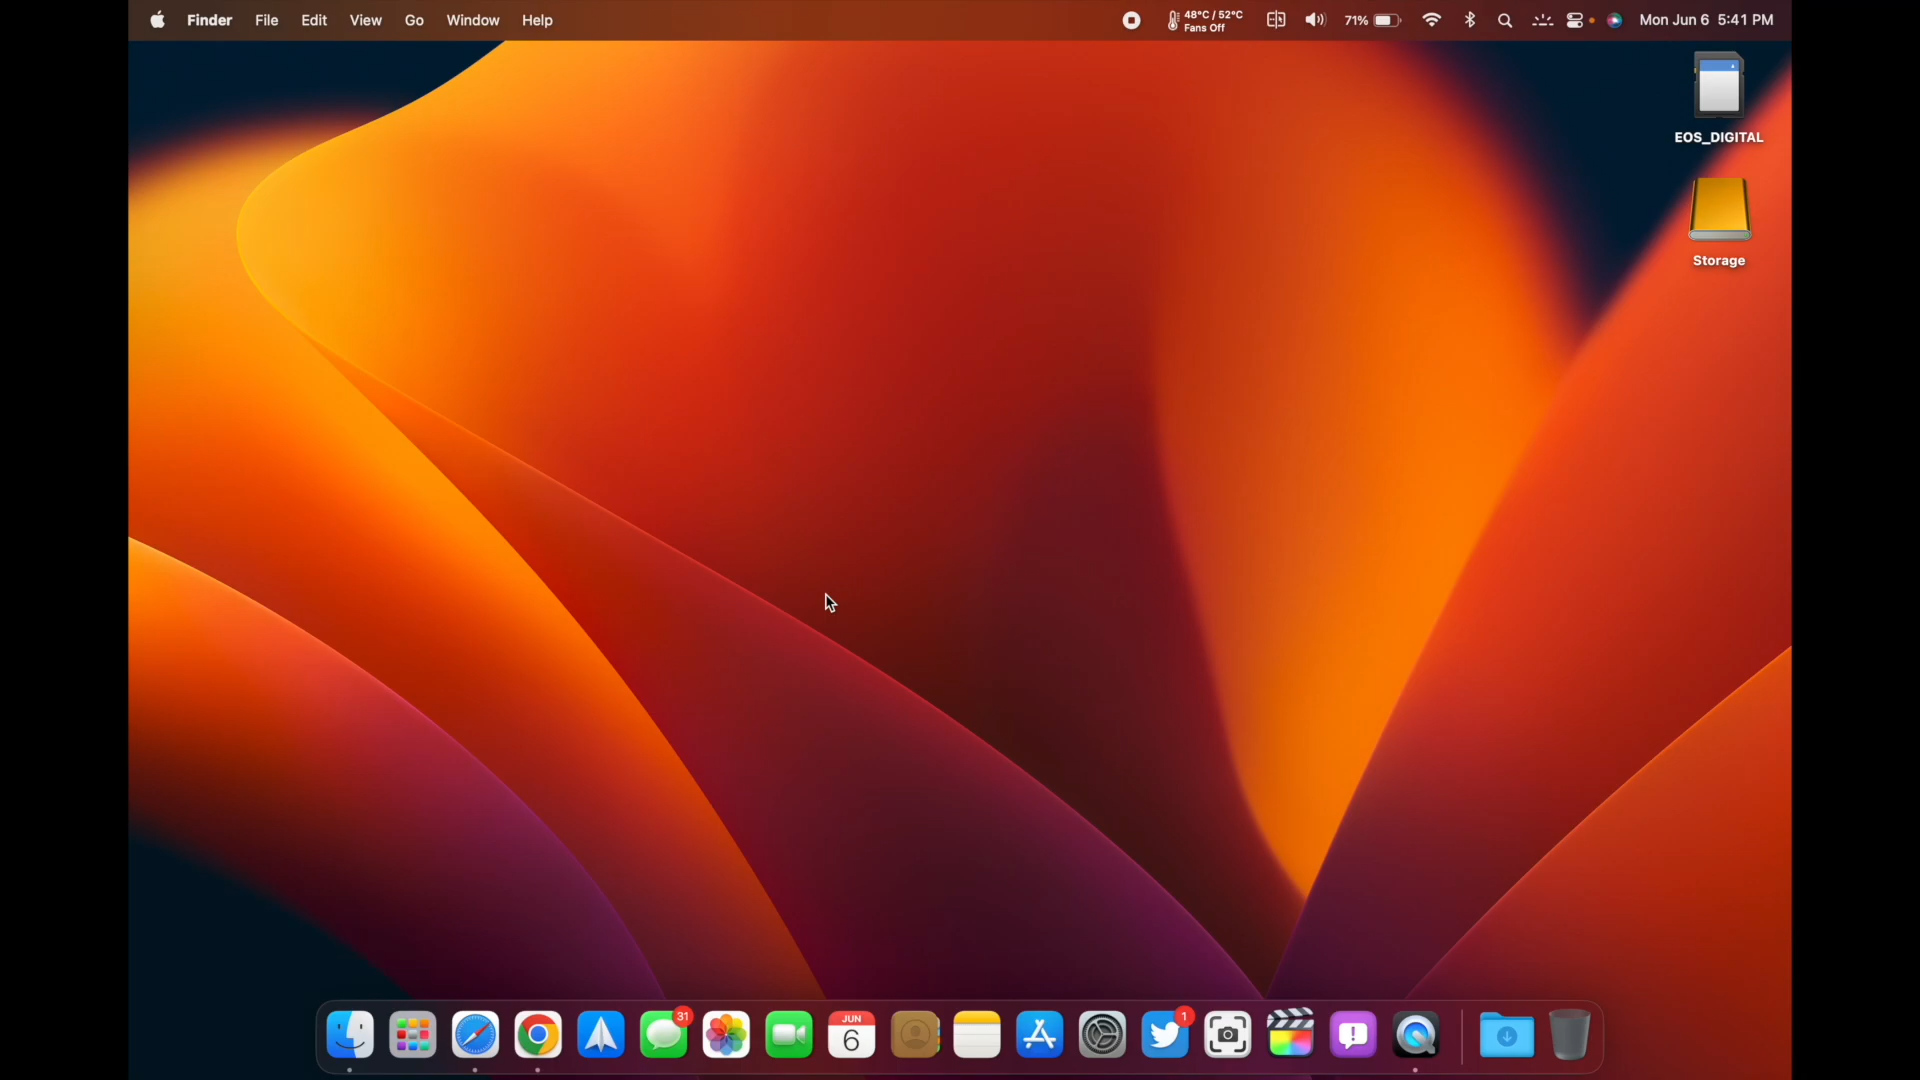 Finder File Edit View Go Window Help 48°C / 52°C 71% Mon Jun 6 5:41 PM
Fans Off
EOS_DIGITAL
Storage
31
JUN
6
1